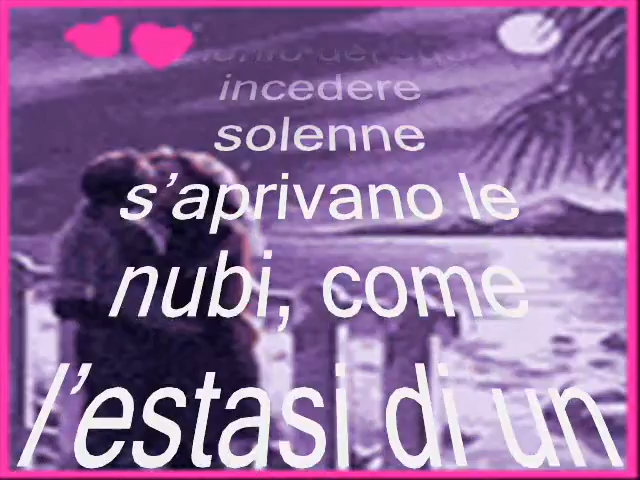 incedere
solenne
s'aprivano le
nubi, come
l'estasi di un